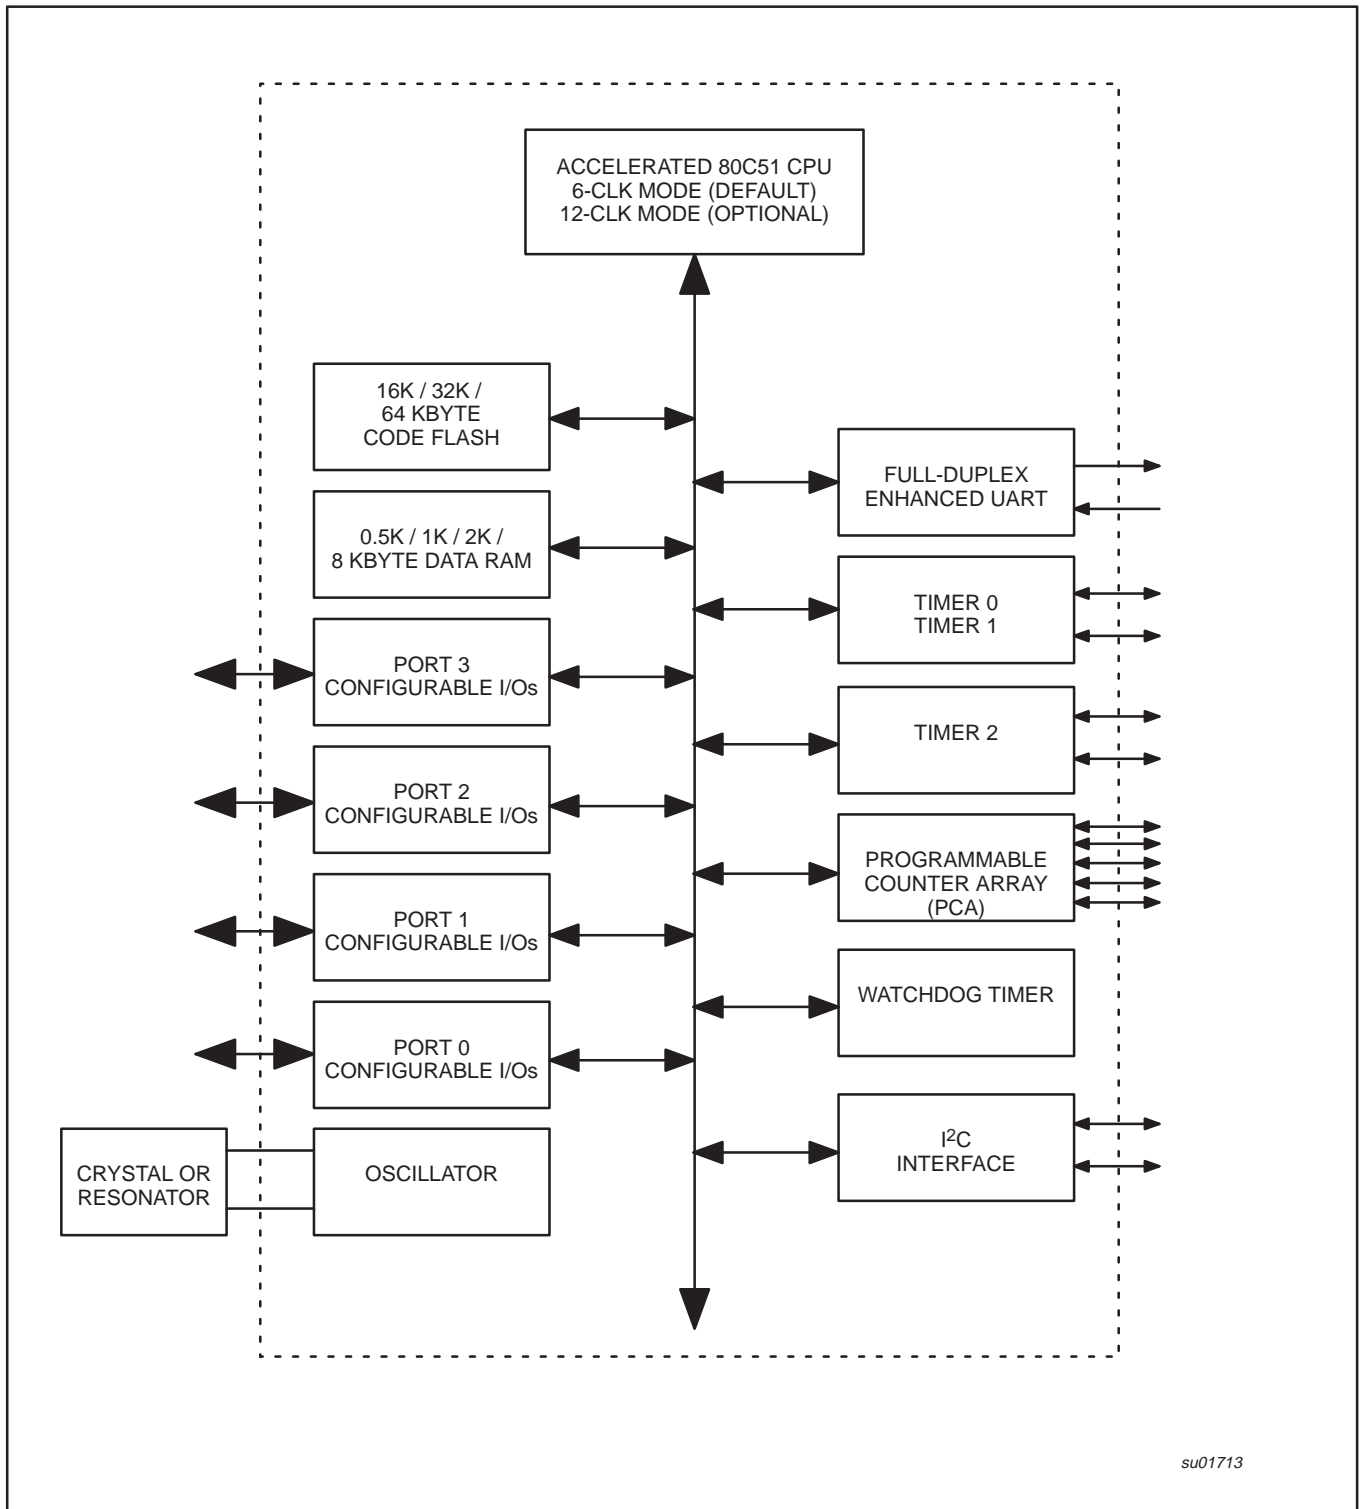 ACCELERATED 80C51 CPU
6-CLK MODE (DEFAULT)
12-CLK MODE (OPTIONAL)
16K / 32K /
64 KBYTE
CODE FLASH
0.5K / 1K / 2K /
8 KBYTE DATA RAM
PORT 3
CONFIGURABLE I/Os
PORT 2
CONFIGURABLE I/Os
PORT 1
CONFIGURABLE I/Os
PORT 0
CONFIGURABLE I/Os
CRYSTAL OR
RESONATOR
OSCILLATOR
FULL-DUPLEX
ENHANCED UART
TIMER 0
TIMER 1
TIMER 2
PROGRAMMABLE
COUNTER ARRAY
(PCA)
WATCHDOG TIMER
I²C
INTERFACE
su01713